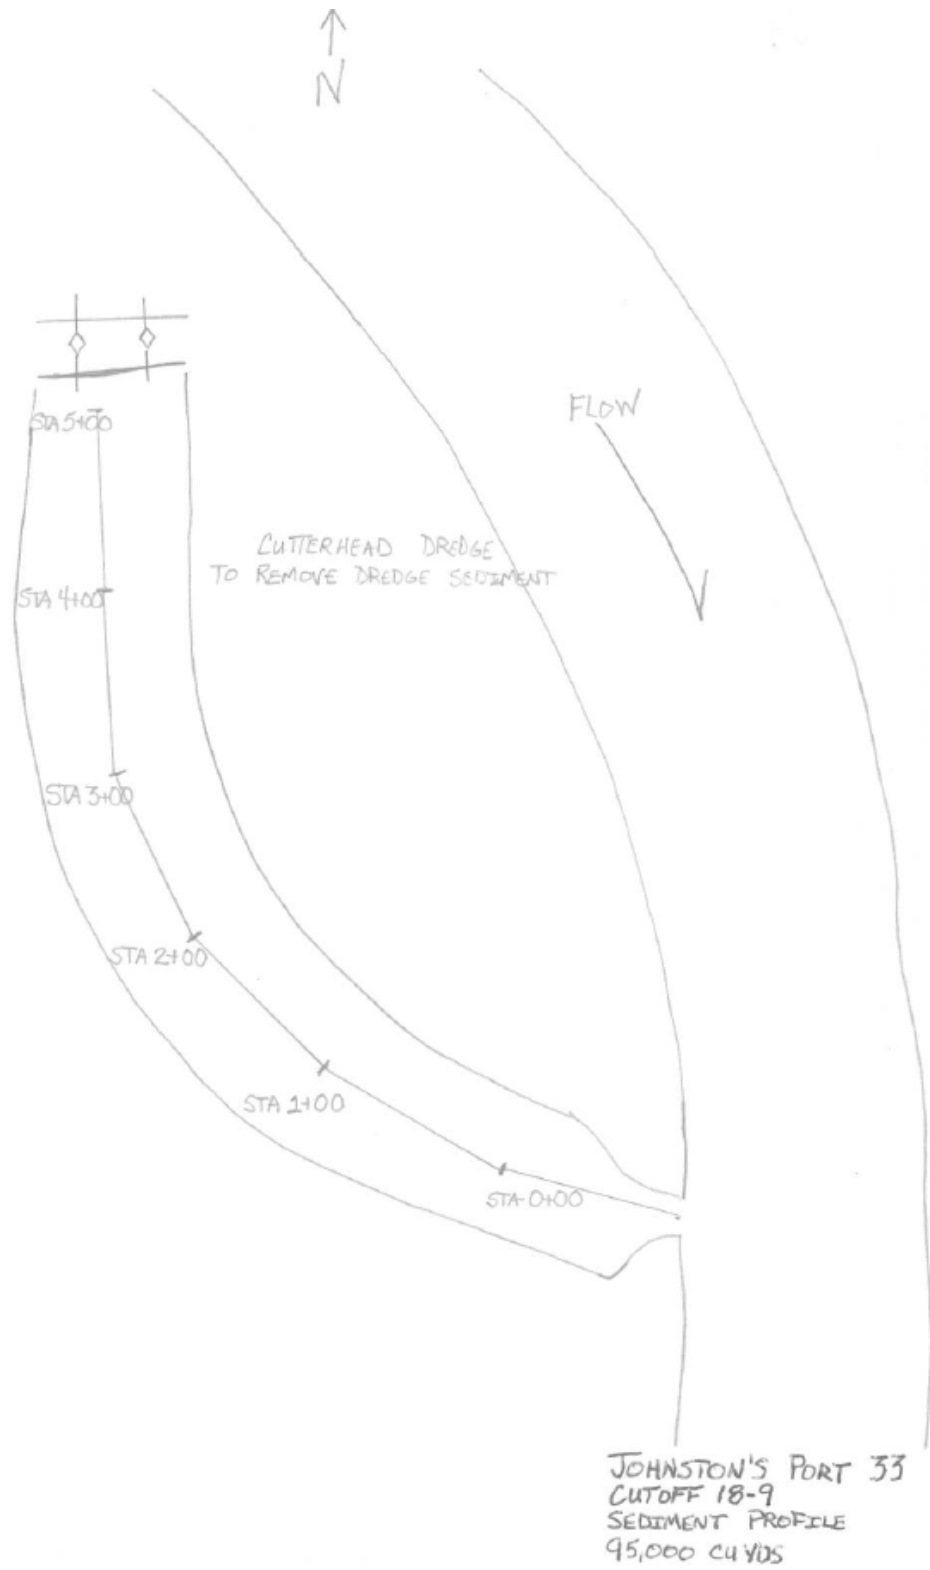 N
FLOW
STA 5+00
CUTTERHEAD DREDGE
TO REMOVE DREDGE SEDIMENT
STA 4+00
STA 3+00
STA 2+00
STA 1+00
STA 0+00
JOHNSTON'S PORT 33
CUTOFF 18-9
SEDIMENT PROFILE
95,000 CU YDS